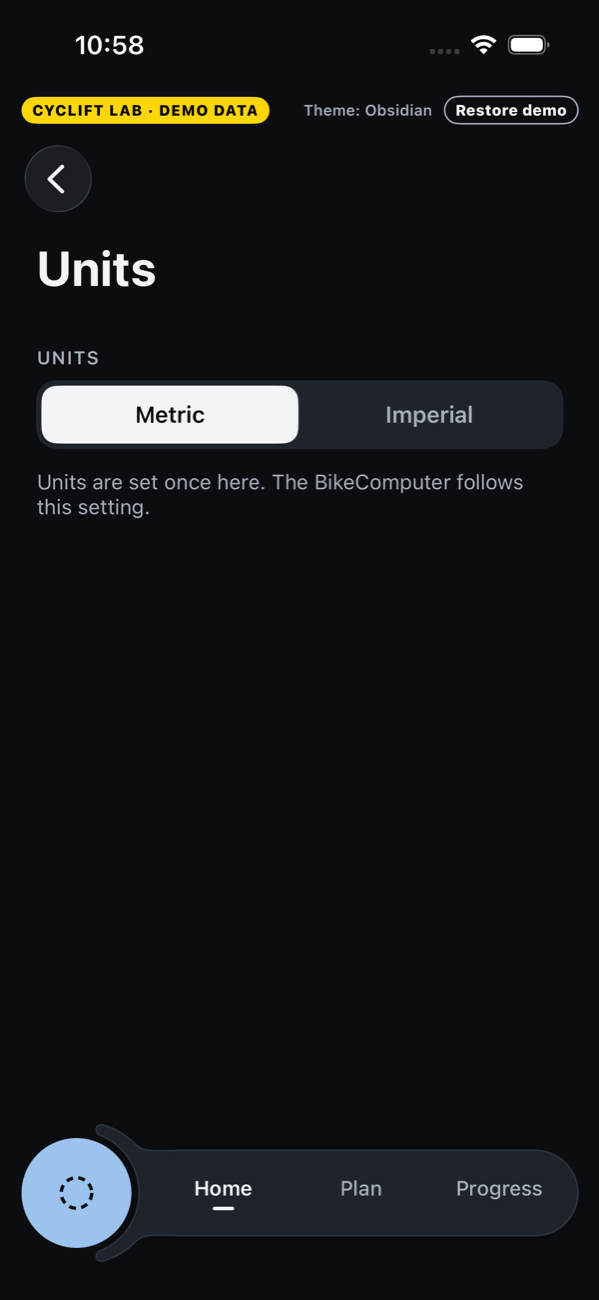 10:58
CYCLIFT LAB · DEMO DATA
Theme: Obsidian
Restore demo
Units
UNITS
Metric
Imperial
Units are set once here. The BikeComputer follows
this setting.
Home
Plan
Progress